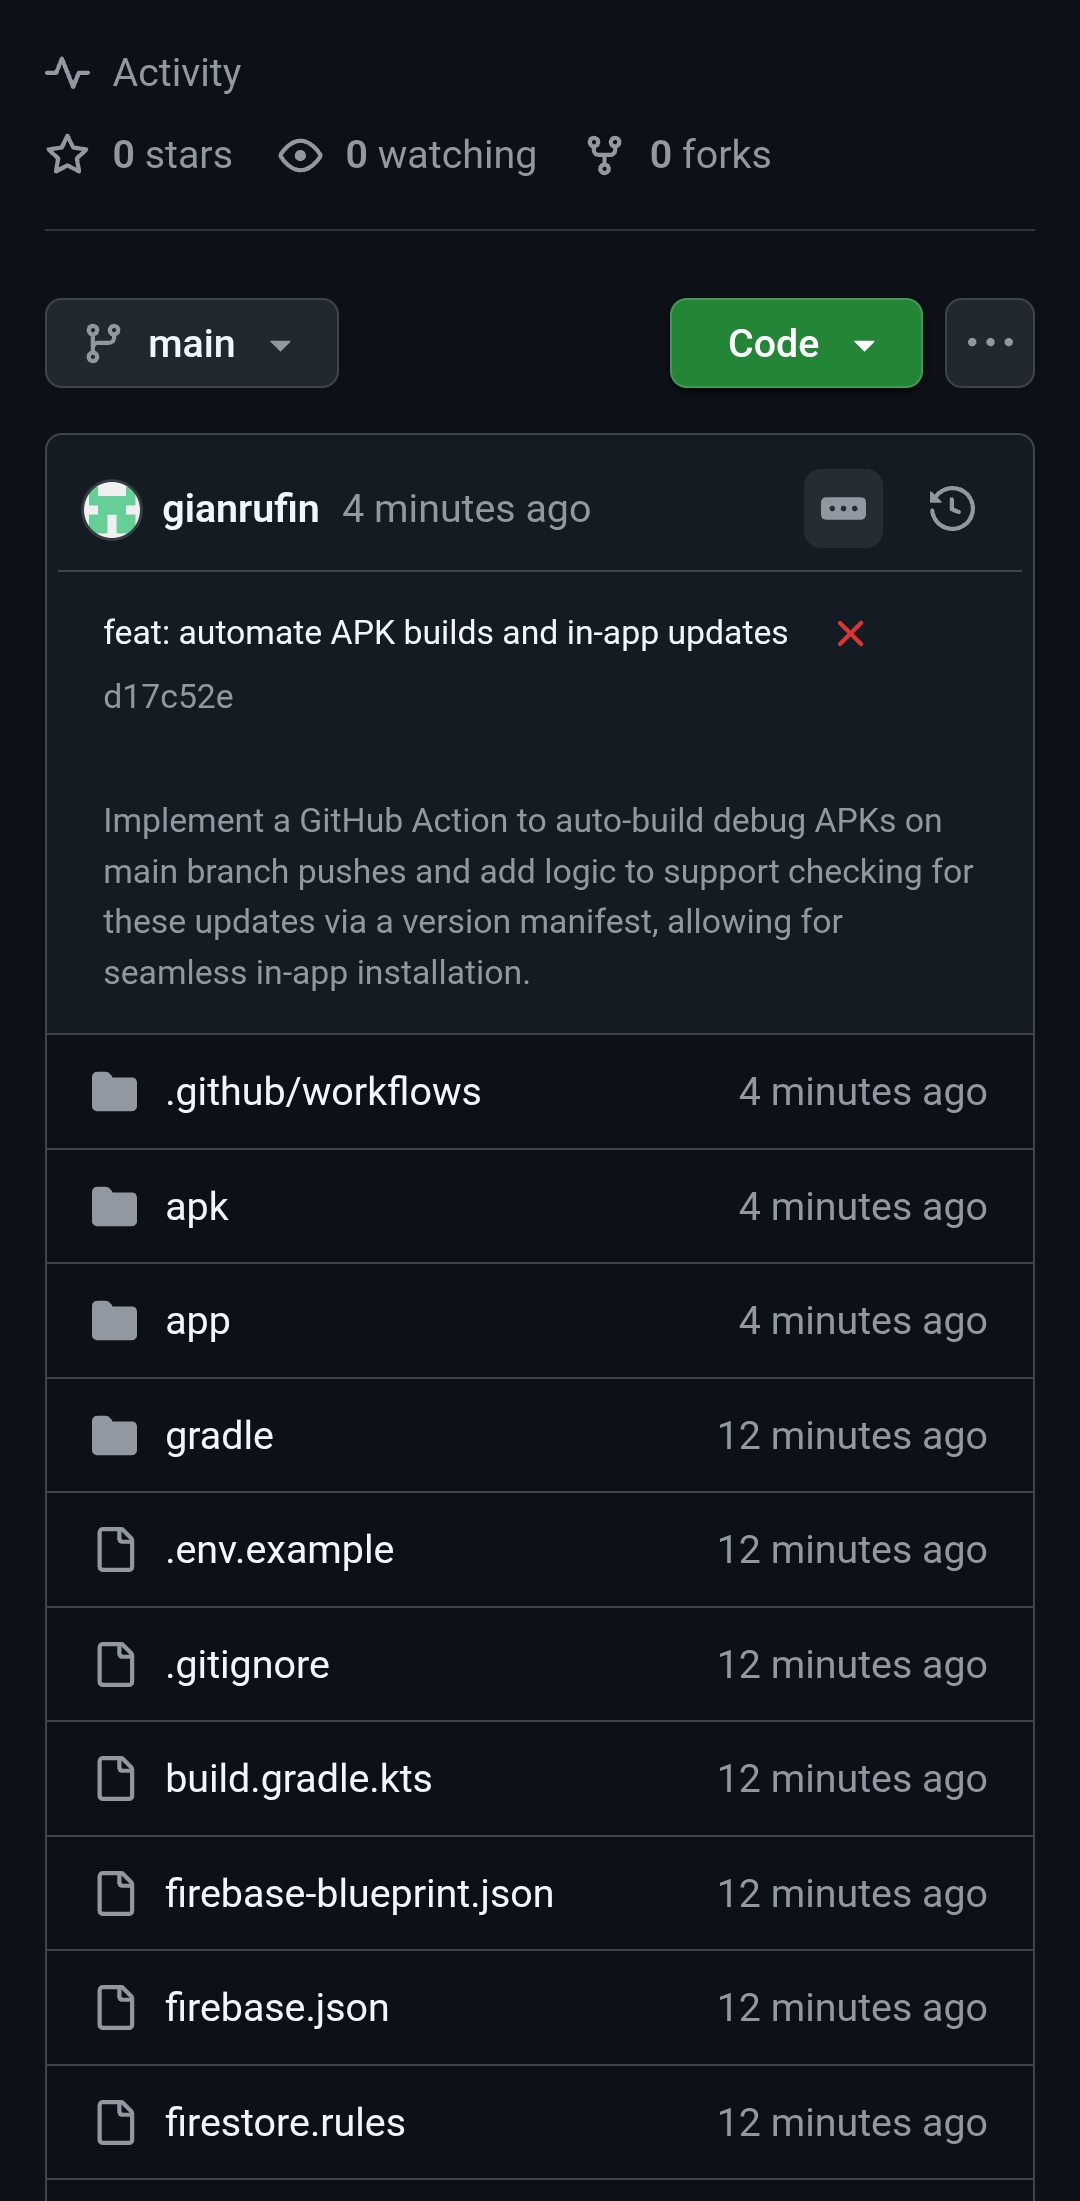 Activity
0 stars 0 watching 0 forks
main Code
gianrufin 4 minutes ago
feat: automate APK builds and in-app updates
d17c52e
Implement a GitHub Action to auto-build debug APKs on
main branch pushes and add logic to support checking for
these updates via a version manifest, allowing for
seamless in-app installation.
.github/workflows 4 minutes ago
apk 4 minutes ago
app 4 minutes ago
gradle 12 minutes ago
.env.example 12 minutes ago
.gitignore 12 minutes ago
build.gradle.kts 12 minutes ago
firebase-blueprint.json 12 minutes ago
firebase.json 12 minutes ago
firestore.rules 12 minutes ago